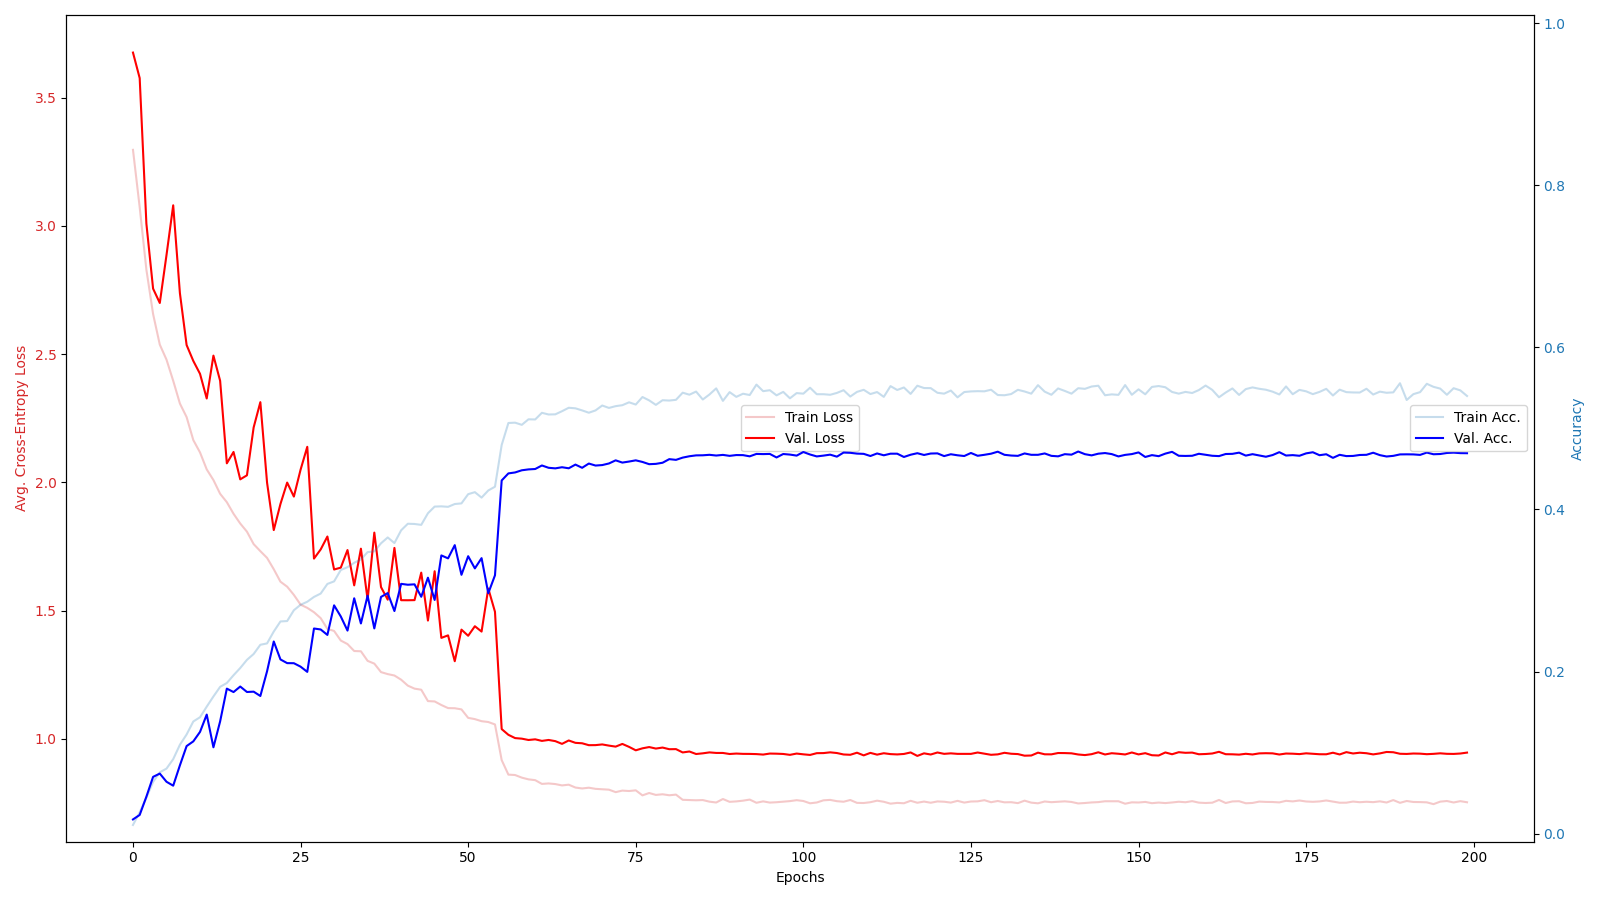 3.5
3.0
2.5
2.0
1.5
1.0
Avg. Cross-Entropy Loss
1.0
0.8
0.6
0.4
0.2
0.0
Accuracy
Train Loss
Val. Loss
Train Acc.
Val. Acc.
0 25 50 75 100 125 150 175 200
Epochs